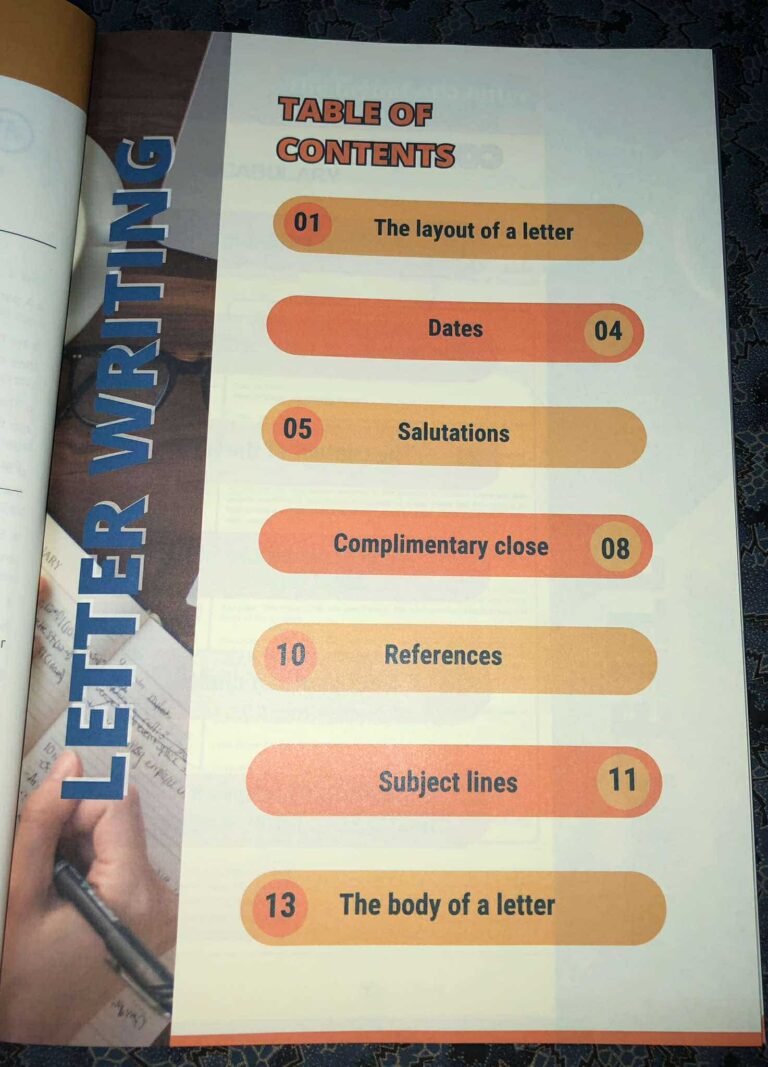 LETTER WRITING
TABLE OF
CONTENTS
01 The layout of a letter
Dates 04
05 Salutations
Complimentary close 08
10 References
Subject lines 11
13 The body of a letter